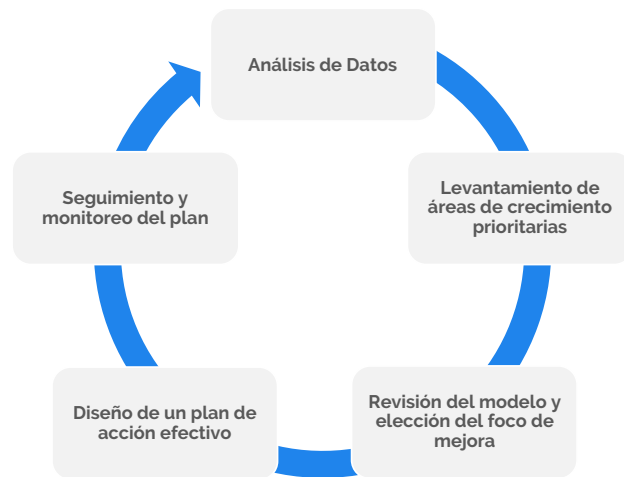 Análisis de Datos
Levantamiento de
áreas de crecimiento
prioritarias
Revisión del modelo y
elección del foco de
mejora
Diseño de un plan de
acción efectivo
Seguimiento y
monitoreo del plan